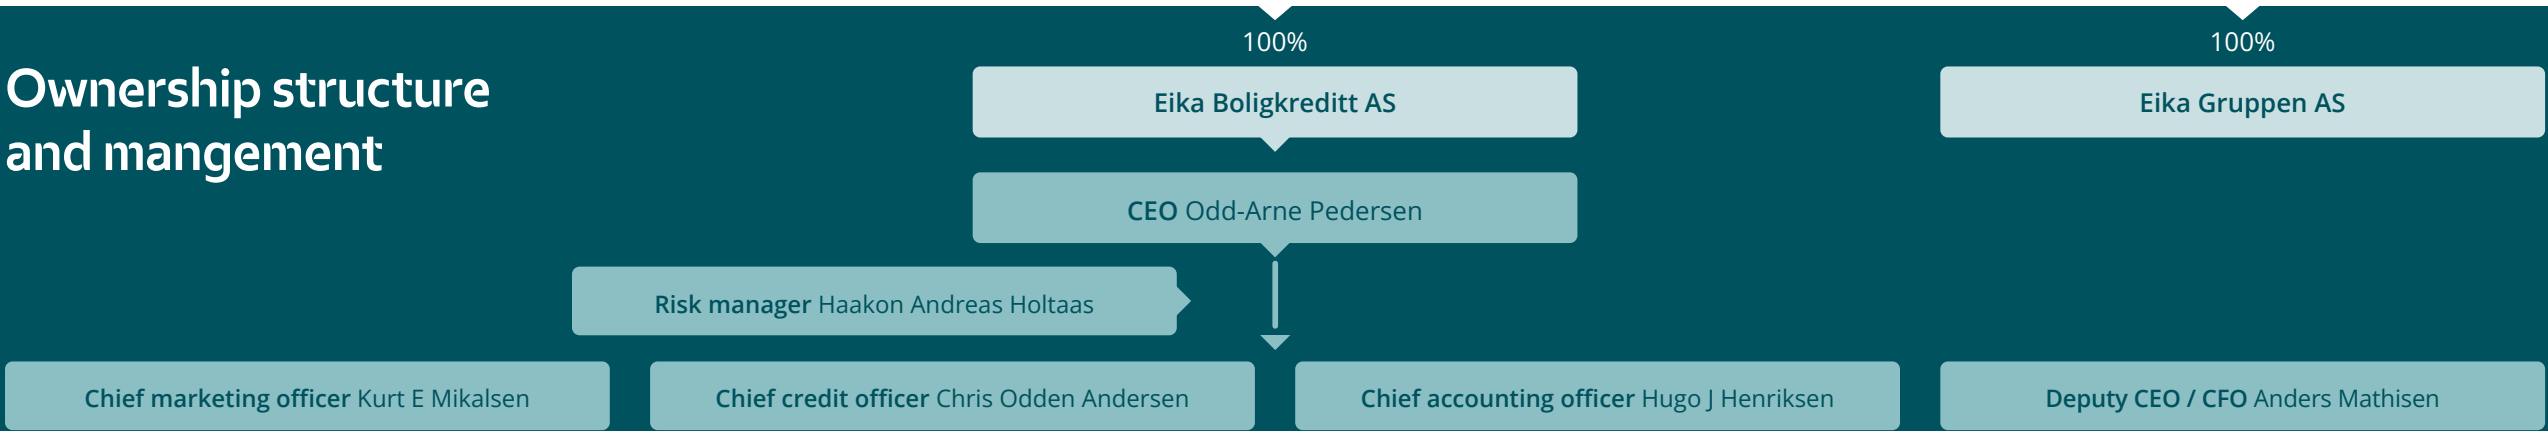 Ownership structure
and mangement
100%
100%
Eika Boligkreditt AS
Eika Gruppen AS
CEO Odd-Arne Pedersen
Risk manager Haakon Andreas Holtaas
Chief marketing officer Kurt E Mikalsen
Chief credit officer Chris Odden Andersen
Chief accounting officer Hugo J Henriksen
Deputy CEO / CFO Anders Mathisen